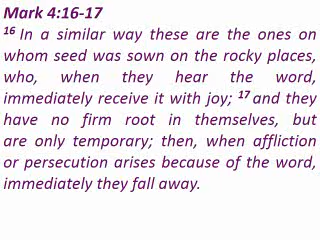 Mark 4:16-17
16 In a similar way these are the ones on
whom seed was sown on the rocky places,
who, when they hear the word,
immediately receive it with joy; 17 and they
have no firm root in themselves, but
are only temporary; then, when affliction
or persecution arises because of the word,
immediately they fall away.